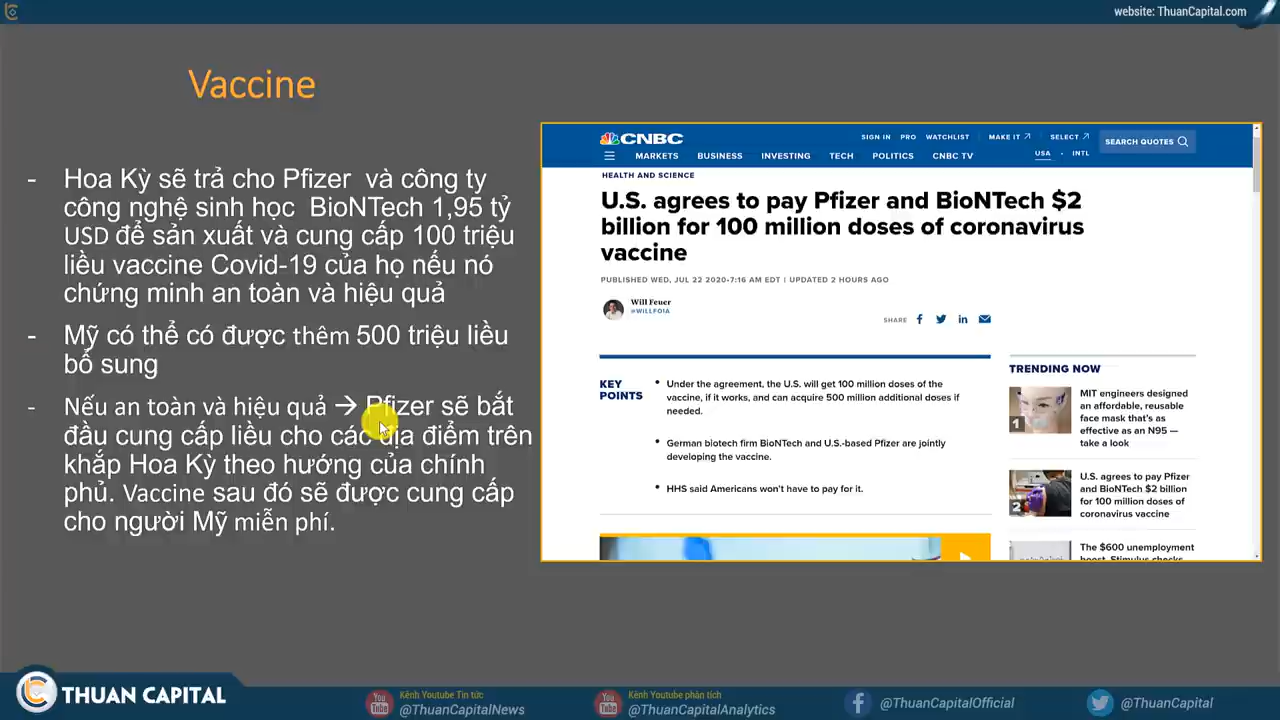 website: ThuanCapital.com
Vaccine
- Hoa Kỳ sẽ trả cho Pfizer và công ty
công nghệ sinh học BioNTech 1,95 tỷ
USD để sản xuất và cung cấp 100 triệu
liều vaccine Covid-19 của họ nếu nó
chứng minh an toàn và hiệu quả
- Mỹ có thể có được thêm 500 triệu liều
bổ sung
- Nếu an toàn và hiệu quả → Pfizer sẽ bắt
đầu cung cấp liều cho các địa điểm trên
khắp Hoa Kỳ theo hướng của chính
phủ. Vaccine sau đó sẽ được cung cấp
cho người Mỹ miễn phí.
CNBC
SIGN IN PRO WATCHLIST MAKE IT SELECT
USA - INTL
SEARCH QUOTES
MARKETS BUSINESS INVESTING TECH POLITICS CNBC TV
HEALTH AND SCIENCE
U.S. agrees to pay Pfizer and BioNTech $2
billion for 100 million doses of coronavirus
vaccine
PUBLISHED WED, JUL 22 2020•7:16 AM EDT | UPDATED 2 HOURS AGO
Will Feuer
@WILLFOIA
SHARE
KEY
POINTS
• Under the agreement, the U.S. will get 100 million doses of the
vaccine, if it works, and can acquire 500 million additional doses if
needed.
• German biotech firm BioNTech and U.S.-based Pfizer are jointly
developing the vaccine.
• HHS said Americans won't have to pay for it.
TRENDING NOW
1
MIT engineers designed
an affordable, reusable
face mask that's as
effective as an N95 —
take a look
2
U.S. agrees to pay Pfizer
and BioNTech $2 billion
for 100 million doses of
coronavirus vaccine
The $600 unemployment
boost, Stimulus checks
THUAN CAPITAL
You Tube
Kênh Youtube Tin tức:
@ThuanCapitalNews
You Tube
Kênh Youtube phân tích
@ThuanCapitalAnalytics
@ThuanCapitalOfficial
@ThuanCapital